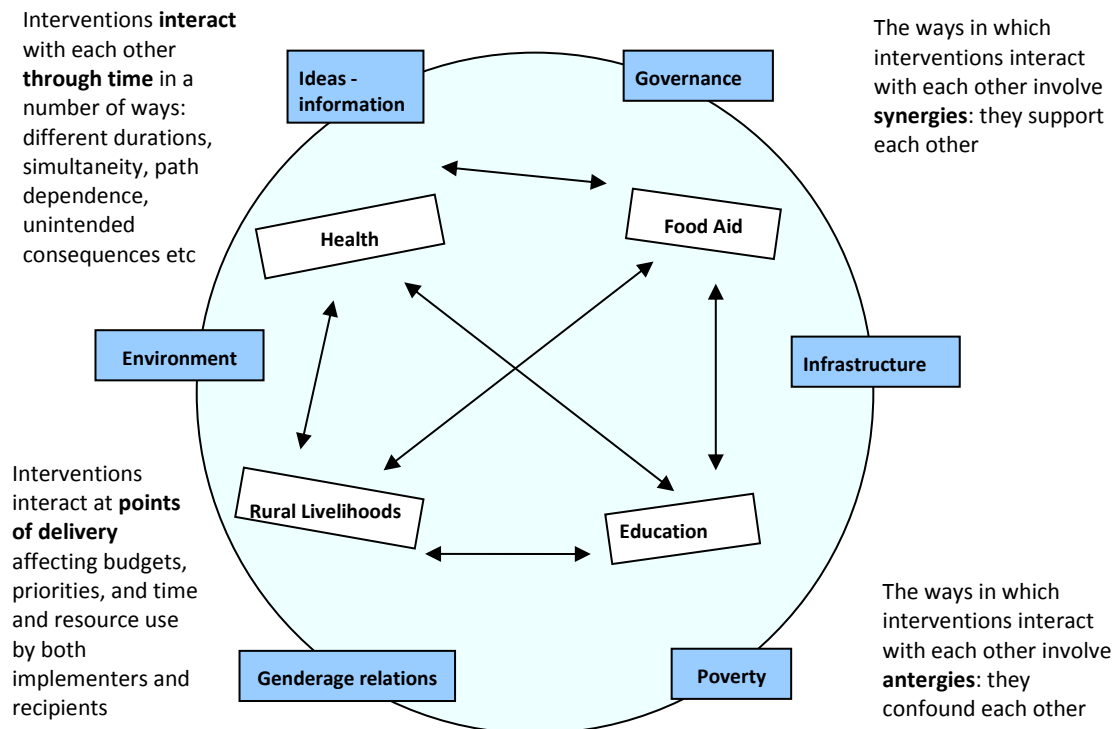 Interventions interact
with each other
through time in a
number of ways:
different durations,
simultaneity, path
dependence,
unintended
consequences etc
Ideas -
information
Governance
The ways in which
interventions interact
with each other involve
synergies: they support
each other
Health
Food Aid
Environment
Infrastructure
Interventions
interact at points
of delivery
affecting budgets,
priorities, and time
and resource use
by both
implementers and
recipients
Rural Livelihoods
Education
Genderage relations
Poverty
The ways in which
interventions interact
with each other involve
antergies: they
confound each other